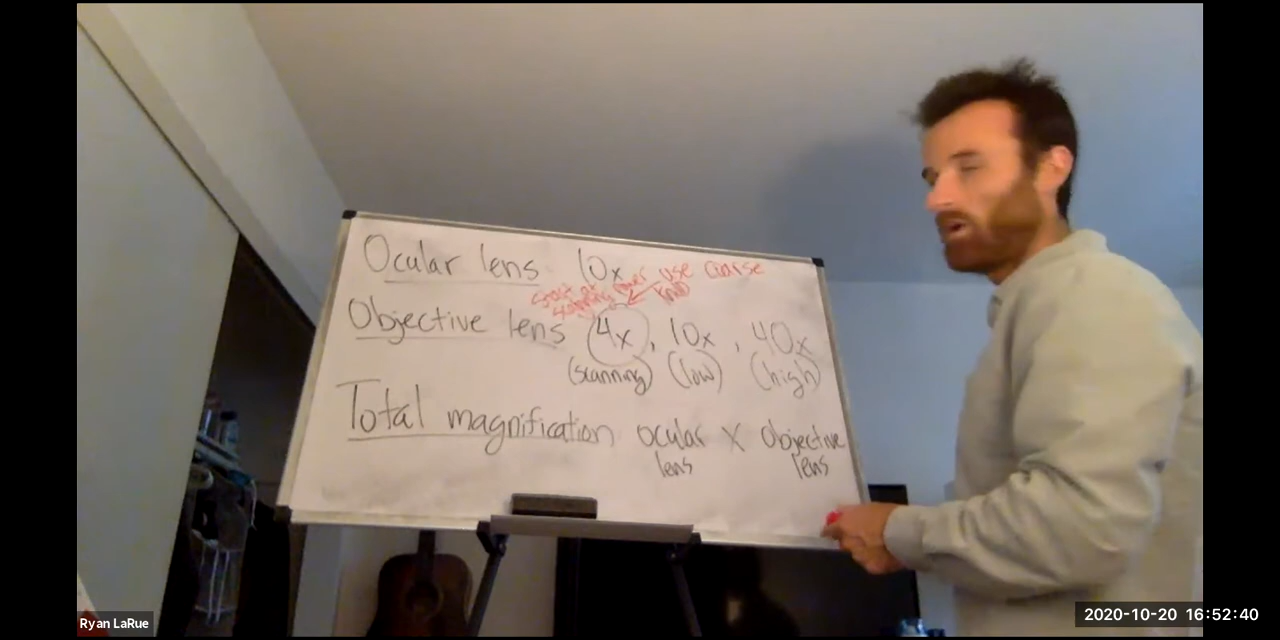 Ocular lens 10x
start at scanning power use coarse
knob
Objective lens 4x, 10x, 40x
(scanning) (low) (high)
Total magnification ocular X objective
lens lens
Ryan LaRue
2020-10-20 16:52:40